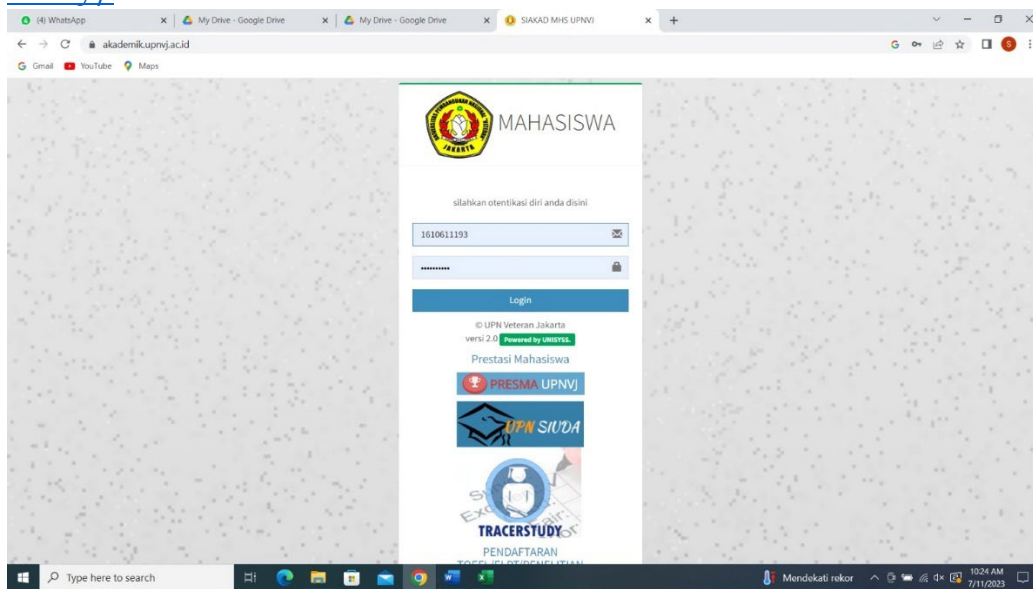 (4) WhatsApp
My Drive - Google Drive
My Drive - Google Drive
SIAKAD MHS UPNVJ
akademik.upnvj.ac.id
Gmail
YouTube
Maps
MAHASISWA
JAKARTA
silahkan otentikasi diri anda disini
1610611193
Login
© UPN Veteran Jakarta
versi 2.0 Powered by UNISYSS.
Prestasi Mahasiswa
PRESMA UPNVJ
UPN SIUDA
TRACERSTUDY
PENDAFTARAN
Type here to search
Mendekati rekor
10:24 AM
7/11/2023